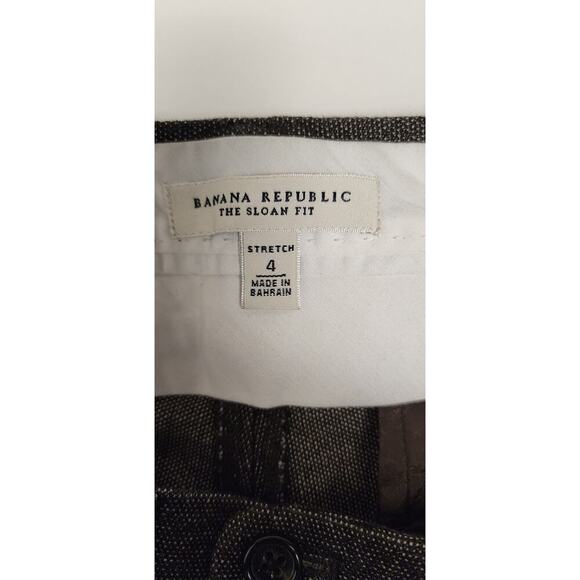 BANANA REPUBLIC
THE SLOAN FIT
STRETCH
4
MADE IN
BAHRAIN